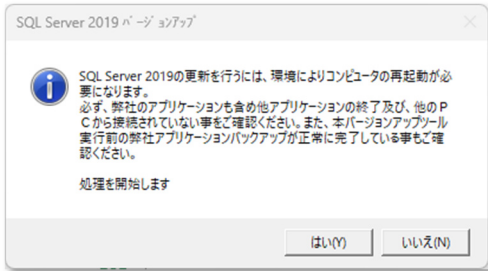 SQL Server 2019 ﾊﾞｰｼﾞｮﾝｱｯﾌﾟ
SQL Server 2019の更新を行うには、環境によりコンピュータの再起動が必
要になります。
必ず、弊社のアプリケーションも含め他アプリケーションの終了及び、他のＰ
Ｃから接続されていない事をご確認ください。また、本バージョンアップツール
実行前の弊社アプリケーションバックアップが正常に完了している事もご確
認ください。
処理を開始します
はい(Y)
いいえ(N)